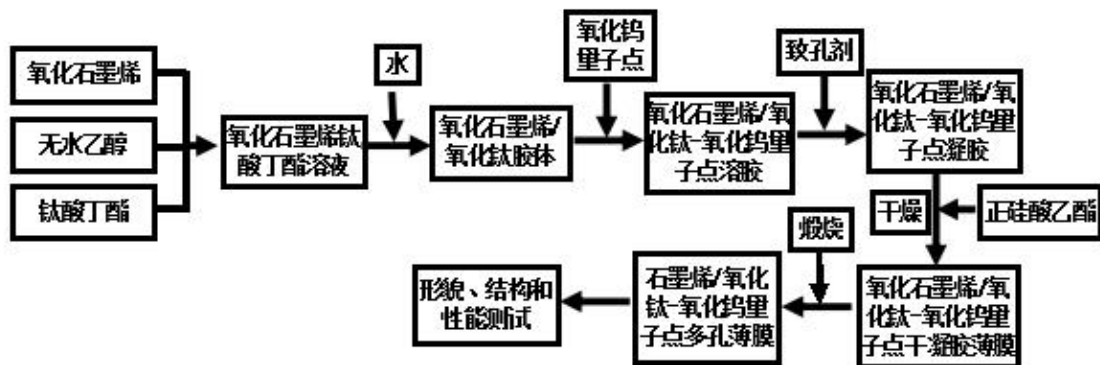 氧化石墨烯
无水乙醇
钛酸丁酯
氧化石墨烯钛
酸丁酯溶液
水
氧化石墨烯/
氧化钛胶体
氧化钨
量子点
氧化石墨烯/氧
化钛-氧化钨量
子点溶胶
致孔剂
氧化石墨烯/氧
化钛-氧化钨量
子点凝胶
干燥
正硅酸乙酯
氧化石墨烯/氧
化钛-氧化钨量
子点干凝胶薄膜
煅烧
石墨烯/氧化
钛-氧化钨量
子点多孔薄膜
形貌、结构和
性能测试